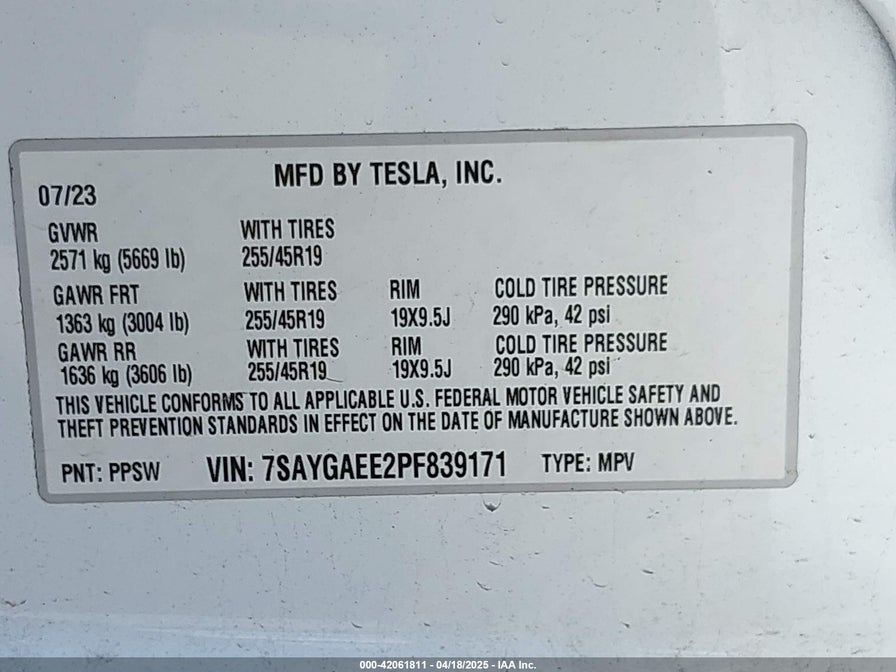 MFD BY TESLA, INC.
07/23
GVWR WITH TIRES
2571 kg (5669 lb) 255/45R19
GAWR FRT WITH TIRES RIM COLD TIRE PRESSURE
1363 kg (3004 lb) 255/45R19 19X9.5J 290 kPa, 42 psi
GAWR RR WITH TIRES RIM COLD TIRE PRESSURE
1636 kg (3606 lb) 255/45R19 19X9.5J 290 kPa, 42 psi
THIS VEHICLE CONFORMS TO ALL APPLICABLE U.S. FEDERAL MOTOR VEHICLE SAFETY AND
THEFT PREVENTION STANDARDS IN EFFECT ON THE DATE OF MANUFACTURE SHOWN ABOVE.
PNT: PPSW VIN: 7SAYGAEE2PF839171 TYPE: MPV
000-42061811 - 04/18/2025 - IAA Inc.